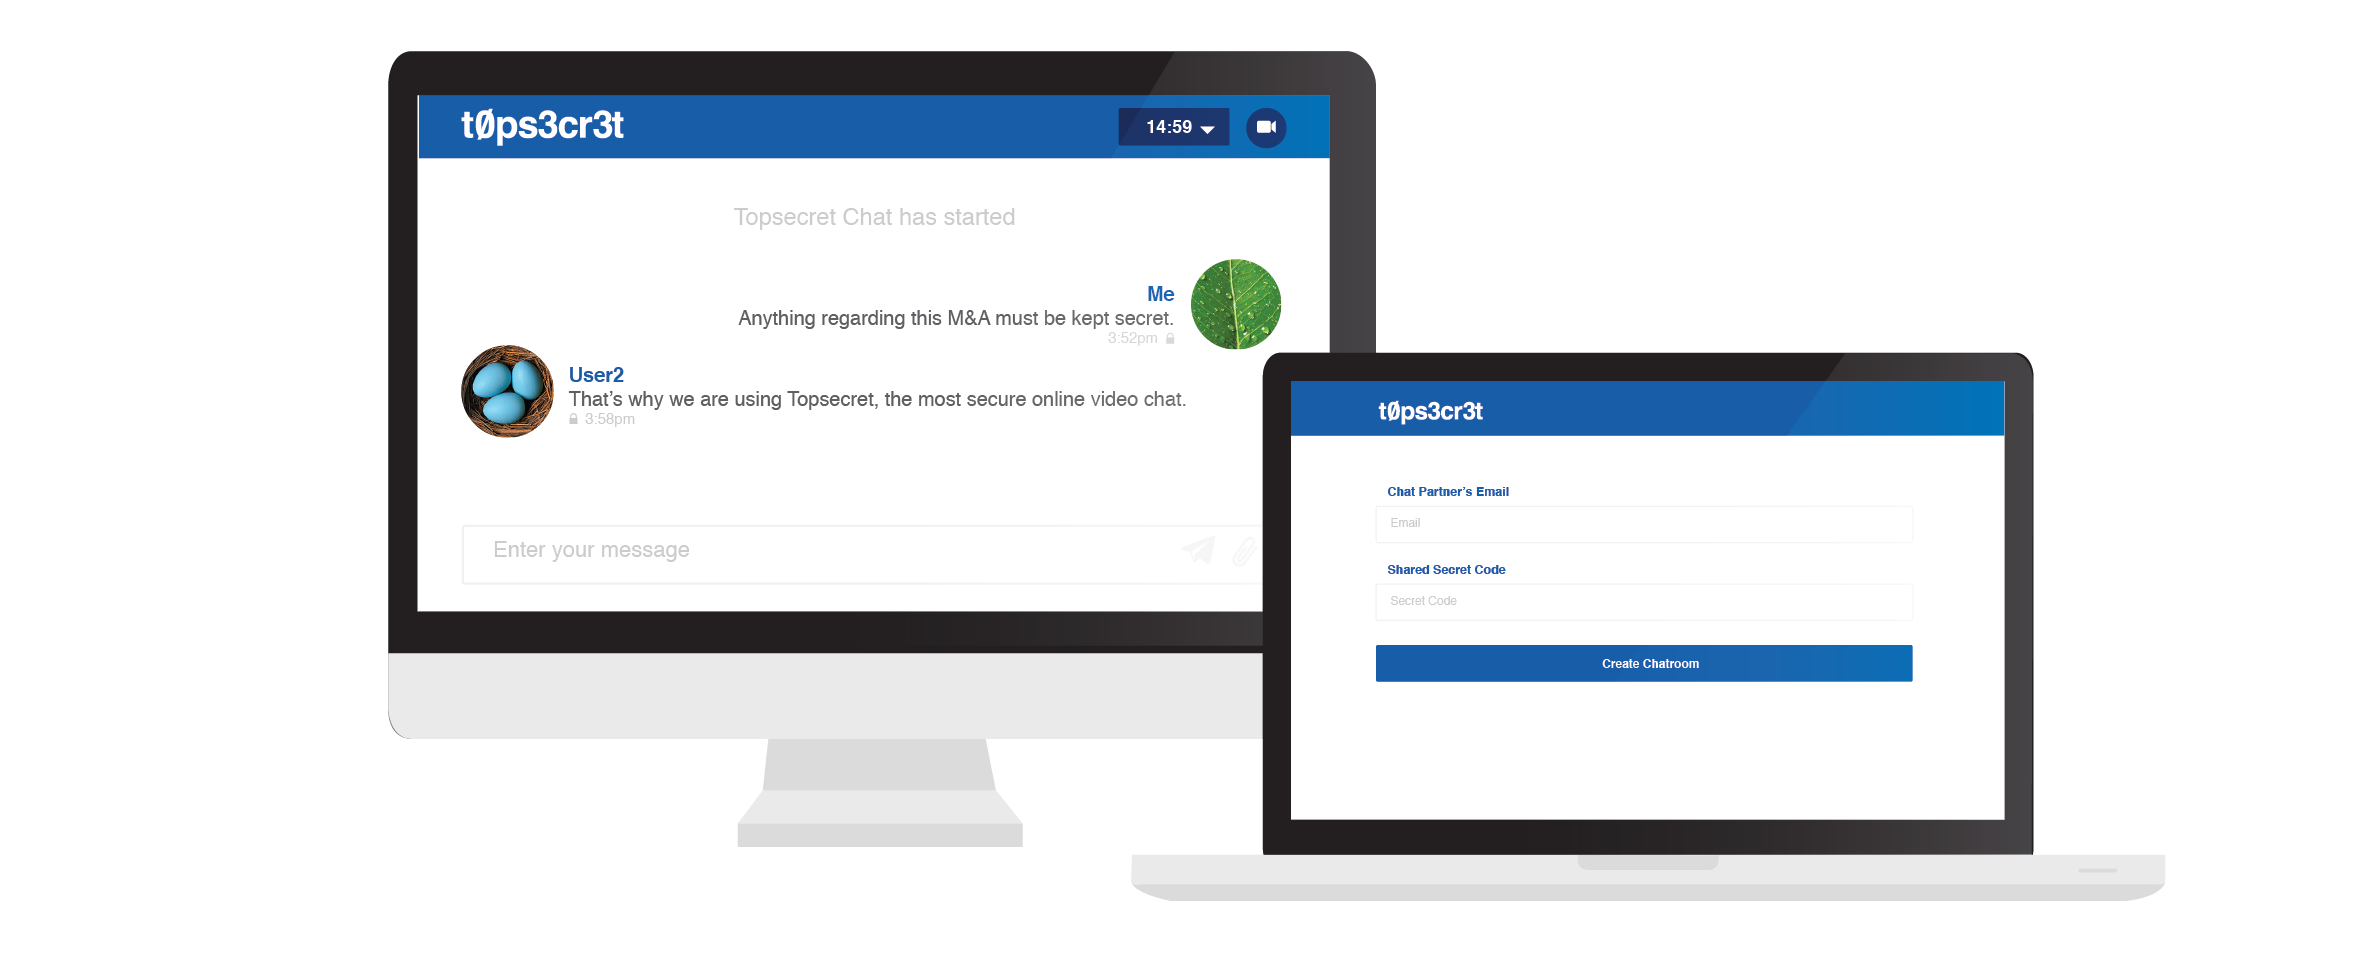 tØps3cr3t
14:59
Topsecret Chat has started
Me
Anything regarding this M&A must be kept secret.
3:52pm
User2
That’s why we are using Topsecret, the most secure online video chat.
3:58pm
Enter your message
tØps3cr3t
Chat Partner’s Email
Email
Shared Secret Code
Secret Code
Create Chatroom